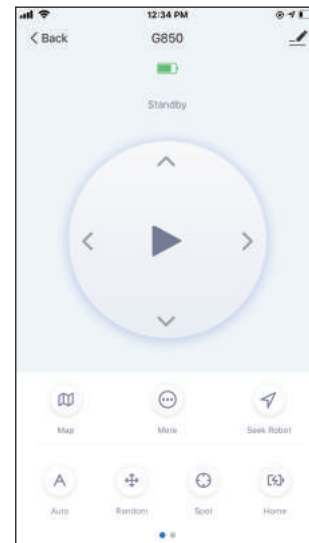 12:34 PM
< Back G850
Standby
Map More Seek Robot
A
Auto Random Spot Home